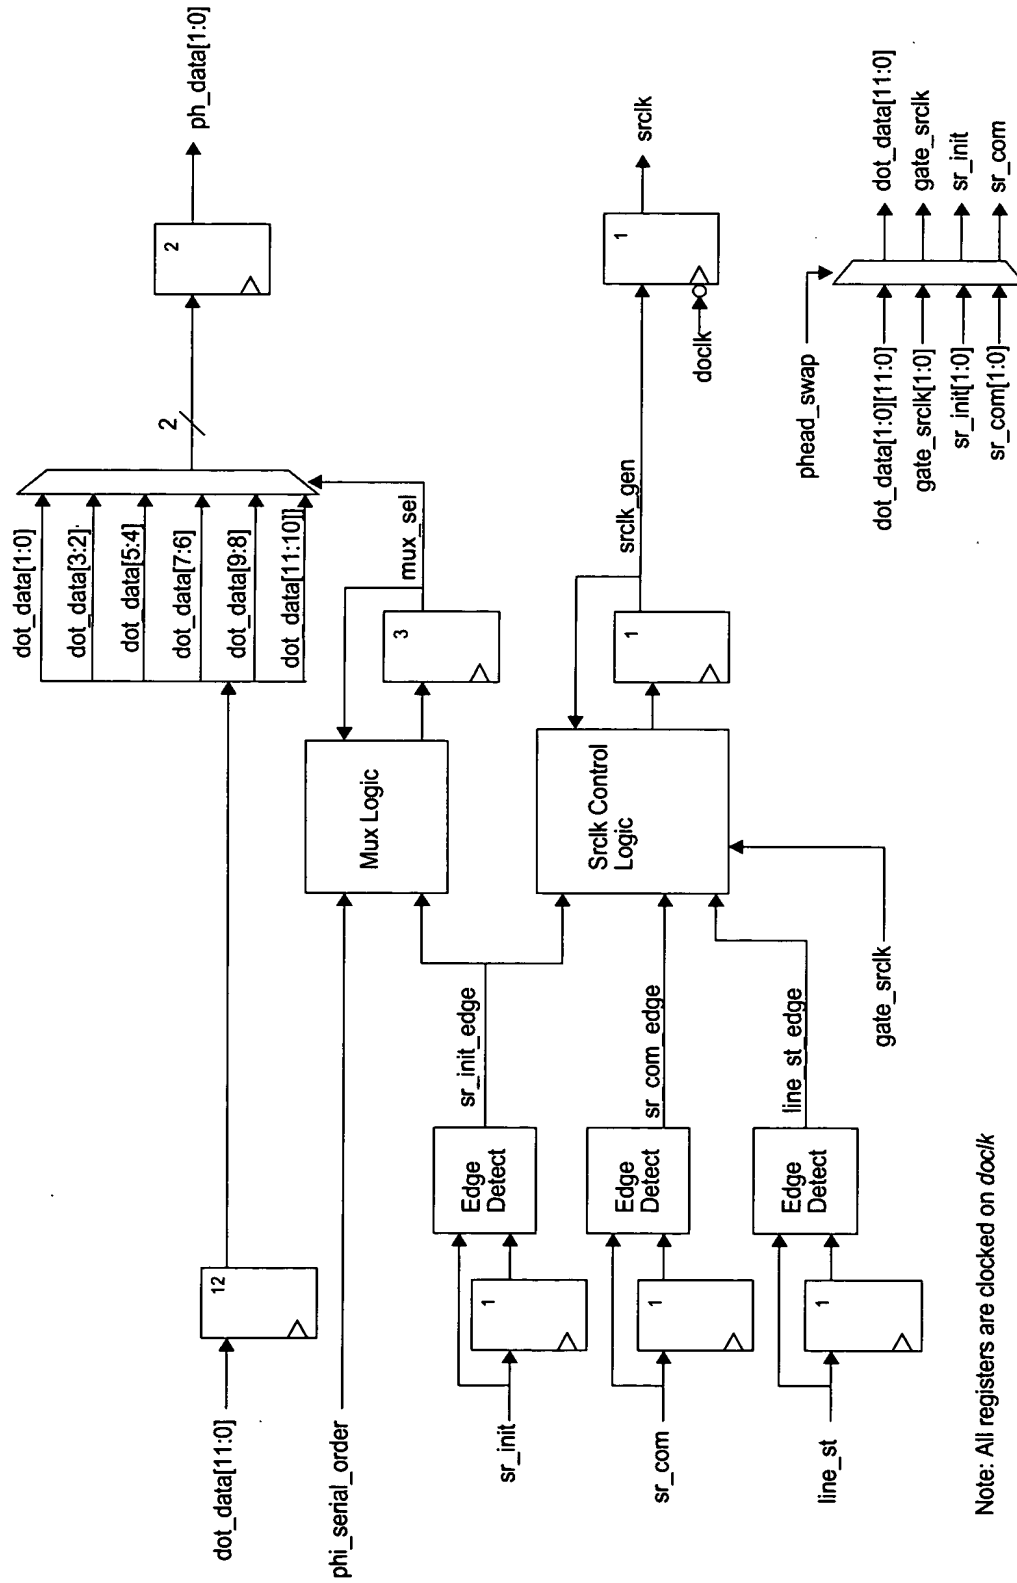 dot_data[11:0]
12
dot_data[1:0]
dot_data[3:2]
dot_data[5:4]
dot_data[7:6]
dot_data[9:8]
dot_data[11:10]]
2
2
ph_data[1:0]
phi_serial_order
Mux Logic
3
mux_sel
sr_init
1
Edge
Detect
sr_init_edge
sr_com
1
Edge
Detect
sr_com_edge
line_st
1
Edge
Detect
line_st_edge
gate_srclk
Srclk Control
Logic
1
srclk_gen
doclk
1
srclk
phead_swap
dot_data[1:0][11:0]
gate_srclk[1:0]
sr_init[1:0]
sr_com[1:0]
dot_data[11:0]
gate_srclk
sr_init
sr_com
Note: All registers are clocked on doclk